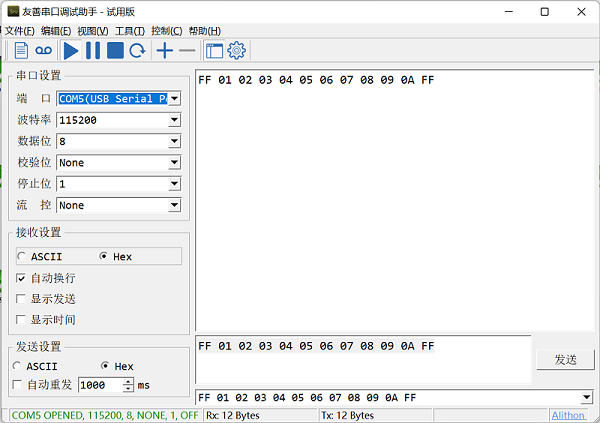 友善串口调试助手 - 试用版
文件(F) 编辑(E) 视图(V) 工具(T) 控制(C) 帮助(H)
串口设置
端 口 COM5(USB Serial P
波特率 115200
数据位 8
校验位 None
停止位 1
流 控 None
接收设置
ASCII Hex
自动换行
显示发送
显示时间
发送设置
ASCII Hex
自动重发 1000 ms
FF 01 02 03 04 05 06 07 08 09 0A FF
FF 01 02 03 04 05 06 07 08 09 0A FF
发送
FF 01 02 03 04 05 06 07 08 09 0A FF
COM5 OPENED, 115200, 8, NONE, 1, OFF Rx: 12 Bytes Tx: 12 Bytes Alithon